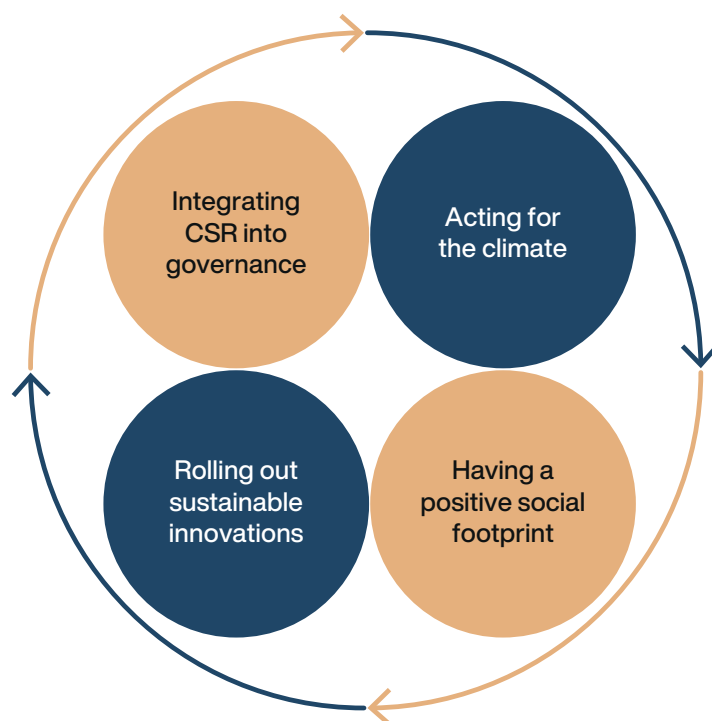 Integrating
CSR into
governance
Acting for
the climate
Rolling out
sustainable
innovations
Having a
positive social
footprint